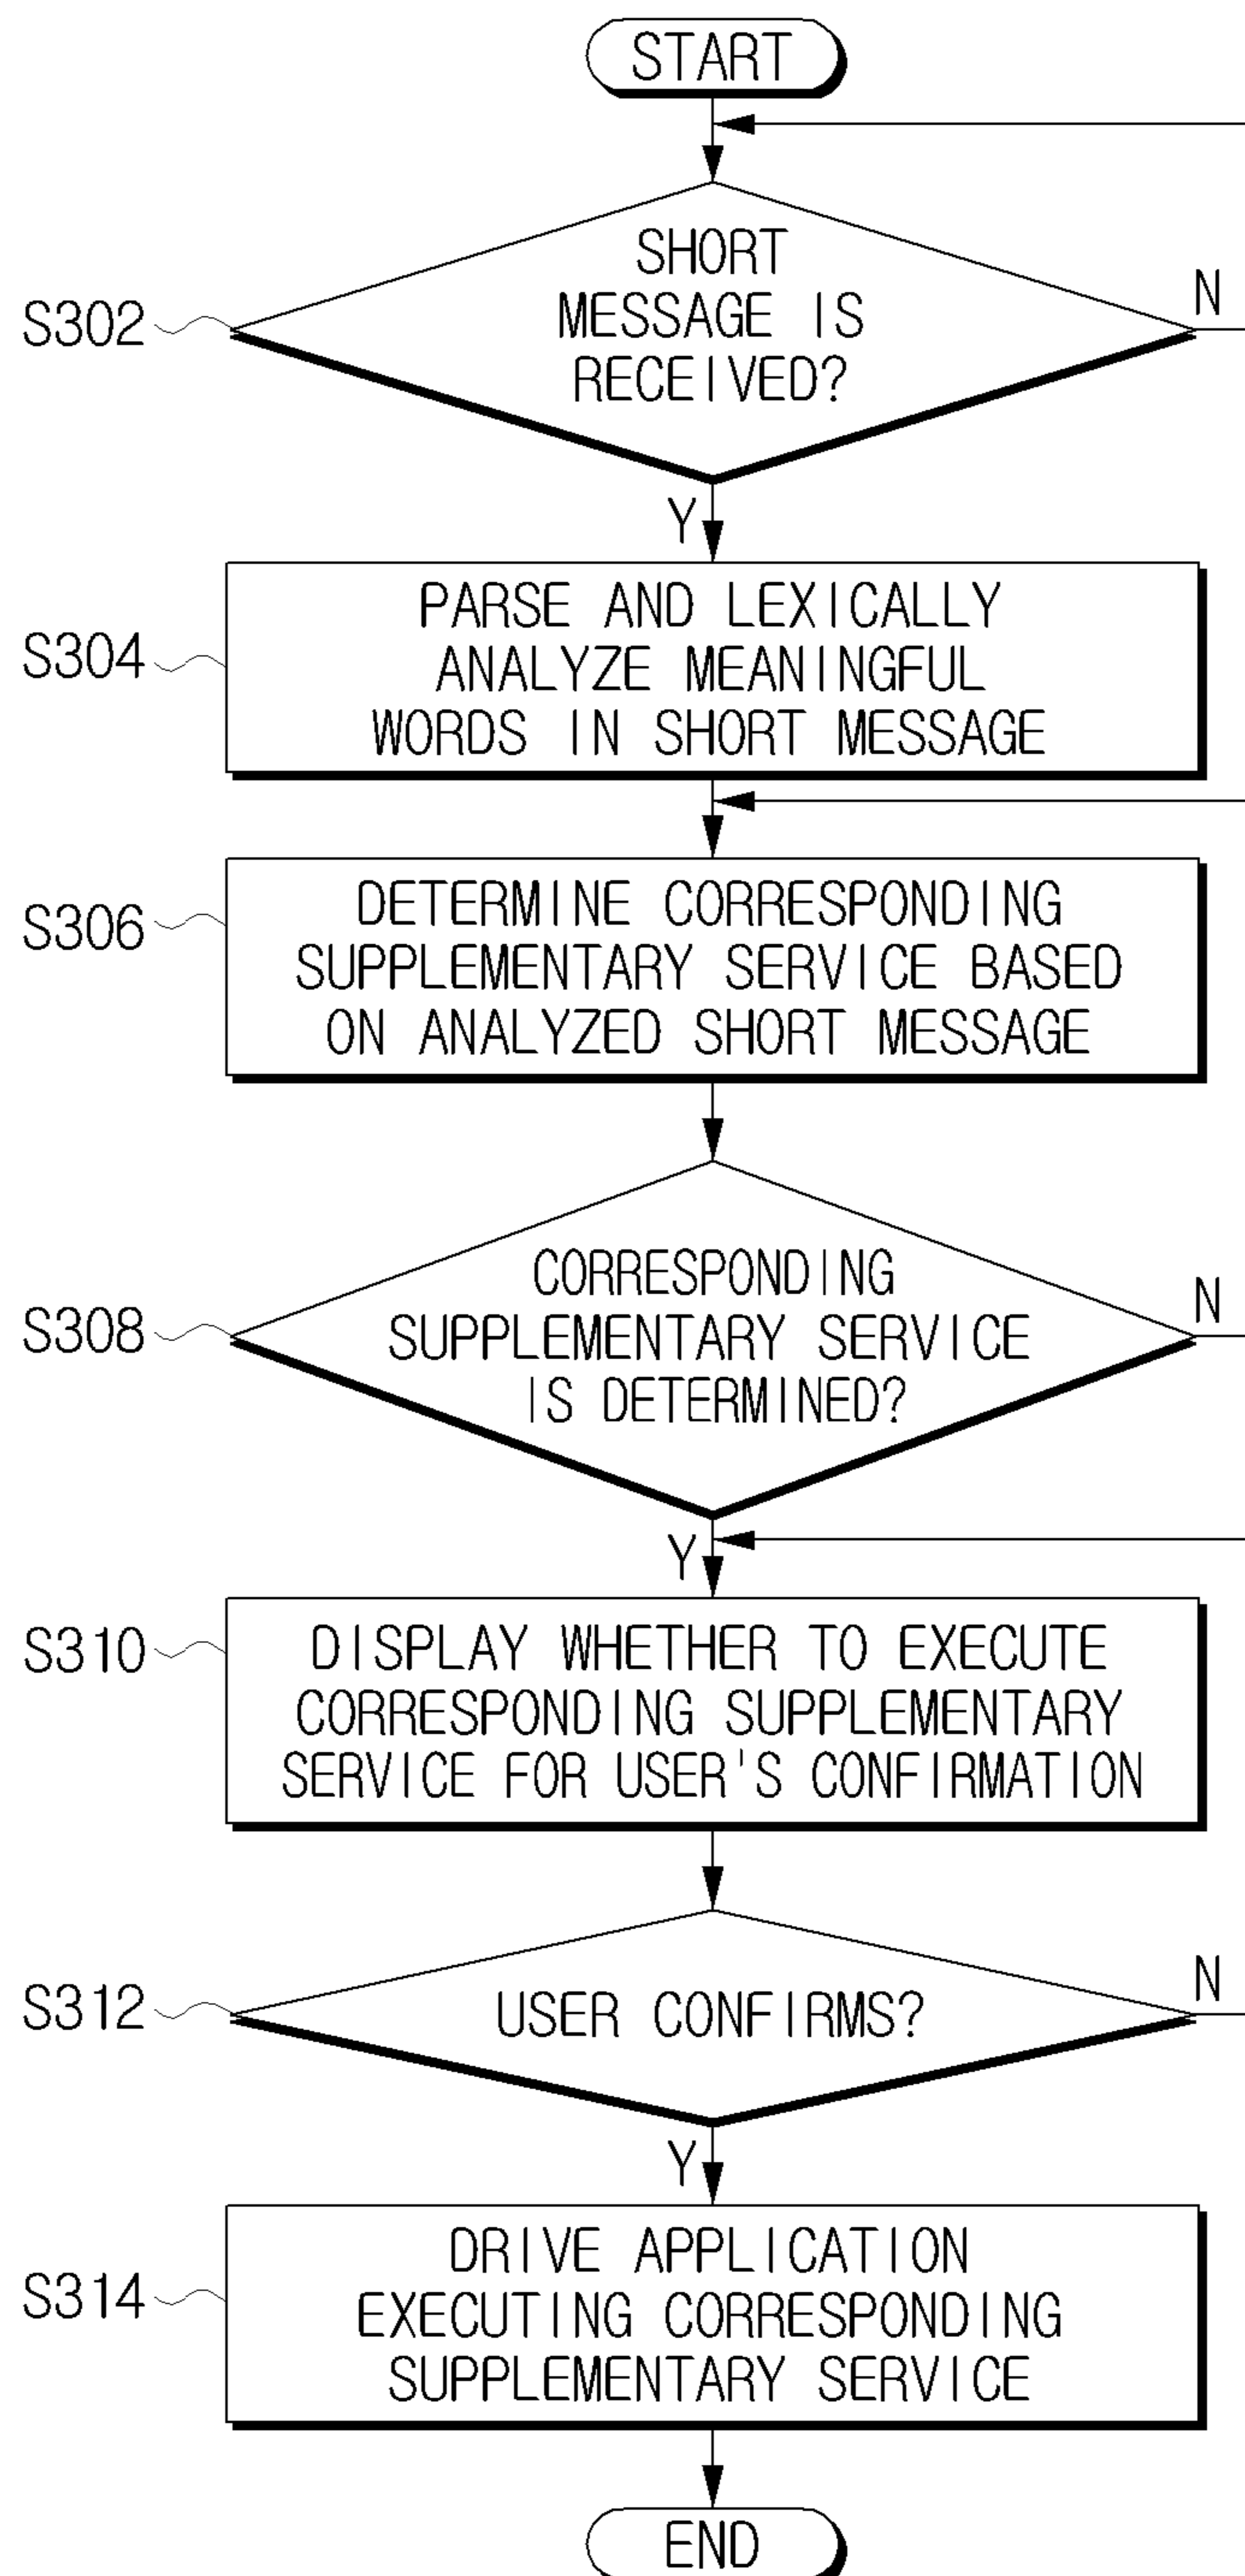 START
SHORT
MESSAGE IS
RECEIVED?
N
S302
Y
PARSE AND LEXICALLY
ANALYZE MEANINGFUL
WORDS IN SHORT MESSAGE
S304
DETERMINE CORRESPONDING
SUPPLEMENTARY SERVICE BASED
ON ANALYZED SHORT MESSAGE
S306
CORRESPONDING
SUPPLEMENTARY SERVICE
IS DETERMINED?
N
S308
Y
DISPLAY WHETHER TO EXECUTE
CORRESPONDING SUPPLEMENTARY
SERVICE FOR USER'S CONFIRMATION
S310
USER CONFIRMS?
N
S312
Y
DRIVE APPLICATION
EXECUTING CORRESPONDING
SUPPLEMENTARY SERVICE
S314
END